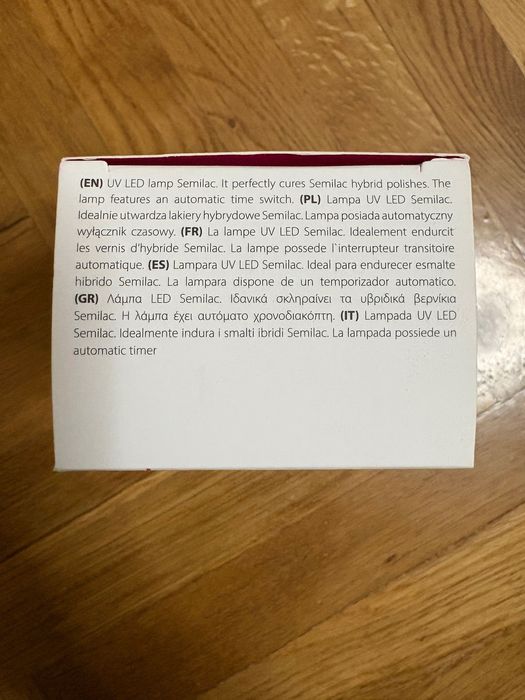 (EN) UV LED lamp Semilac. It perfectly cures Semilac hybrid polishes. The
lamp features an automatic time switch. (PL) Lampa UV LED Semilac.
Idealnie utwardza lakiery hybrydowe Semilac. Lampa posiada automatyczny
wyłącznik czasowy. (FR) La lampe UV LED Semilac. Idealement endurcit
les vernis d'hybride Semilac. La lampe possede l`interrupteur transitoire
automatique. (ES) Lampara UV LED Semilac. Ideal para endurecer esmalte
hibrido Semilac. La lampara dispone de un temporizador automatico.
(GR) Λάμπα LED Semilac. Ιδανικά σκληραίνει τα υβριδικά βερνίκια
Semilac. Η λάμπα έχει αυτόματο χρονοδιακόπτη. (IT) Lampada UV LED
Semilac. Idealmente indura i smalti ibridi Semilac. La lampada possiede un
automatic timer